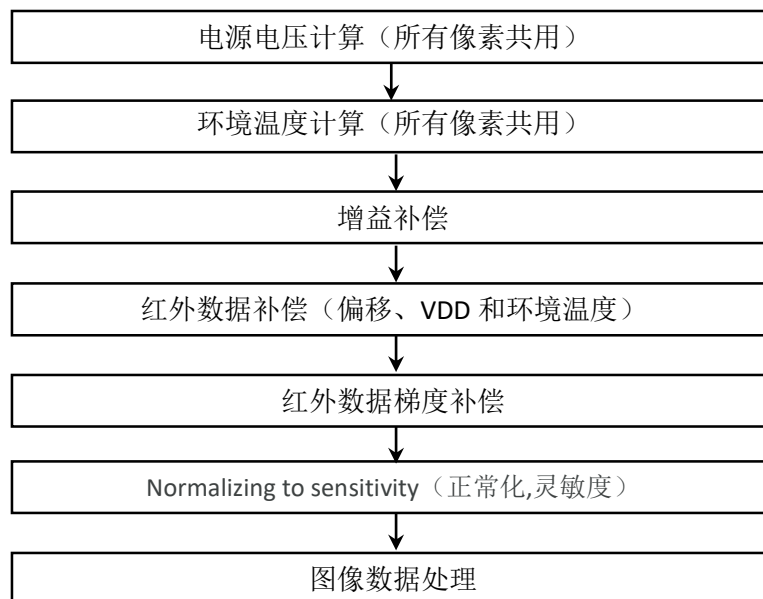 电源电压计算（所有像素共用）
环境温度计算（所有像素共用）
增益补偿
红外数据补偿（偏移、VDD 和环境温度）
红外数据梯度补偿
Normalizing to sensitivity（正常化,灵敏度）
图像数据处理